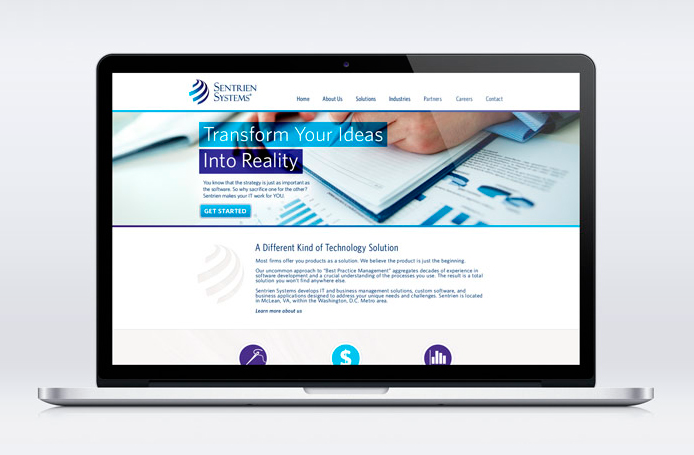 SENTRIEN
SYSTEMS®
Home About Us Solutions Industries Partners Careers Contact
Transform Your Ideas
Into Reality
You know that the strategy is just as important as
the software. So why sacrifice one for the other?
Sentrien makes your IT work for YOU.
GET STARTED
A Different Kind of Technology Solution
Most firms offer you products as a solution. We believe the product is just the beginning.
Our uncommon approach to "Best Practice Management" aggregates decades of experience in
software development and a crucial understanding of the processes you use. The result is a total
solution you won't find anywhere else.
Sentrien Systems develops IT and business management solutions, custom software, and
business applications designed to address your unique needs and challenges. Sentrien is located
in McLean, VA, within the Washington, D.C. Metro area.
Learn more about us
$